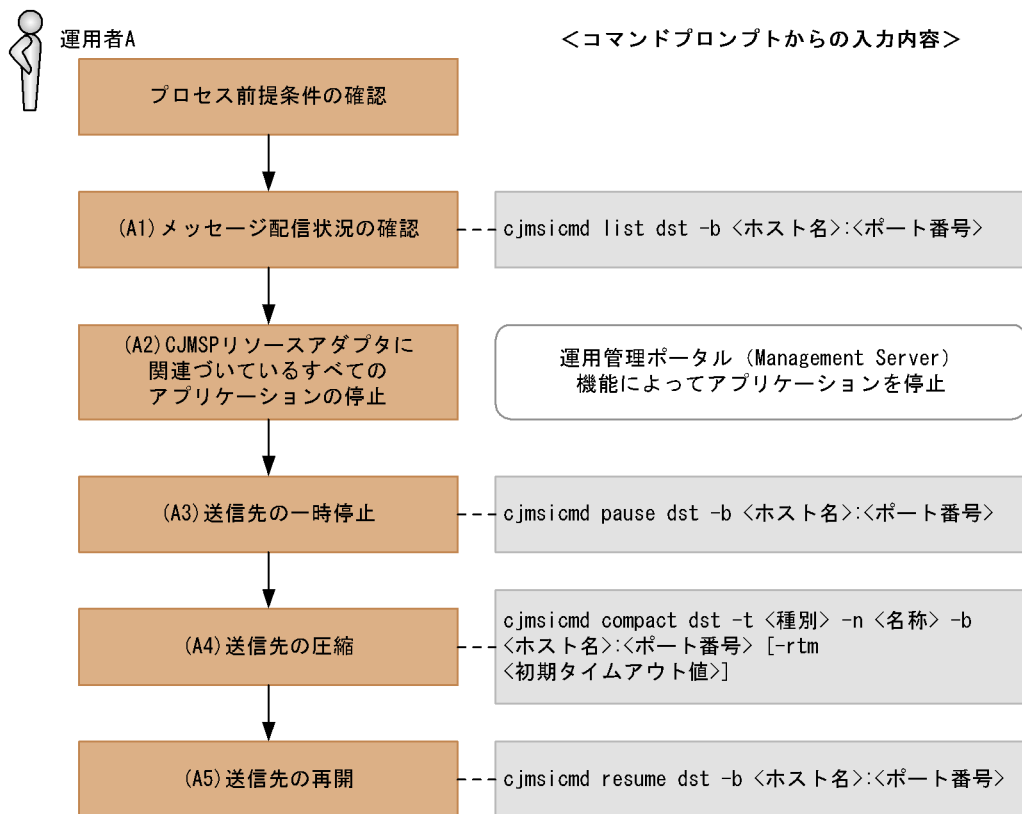 運用者A
＜コマンドプロンプトからの入力内容＞
プロセス前提条件の確認
(A1)メッセージ配信状況の確認
cjmsicmd list dst -b <ホスト名>:<ポート番号>
(A2)CJMSPリソースアダプタに
関連づいているすべての
アプリケーションの停止
運用管理ポータル（Management Server）
機能によってアプリケーションを停止
(A3)送信先の一時停止
cjmsicmd pause dst -b <ホスト名>:<ポート番号>
(A4)送信先の圧縮
cjmsicmd compact dst -t <種別> -n <名称> -b
<ホスト名>:<ポート番号> [-rtm
<初期タイムアウト値>]
(A5)送信先の再開
cjmsicmd resume dst -b <ホスト名>:<ポート番号>